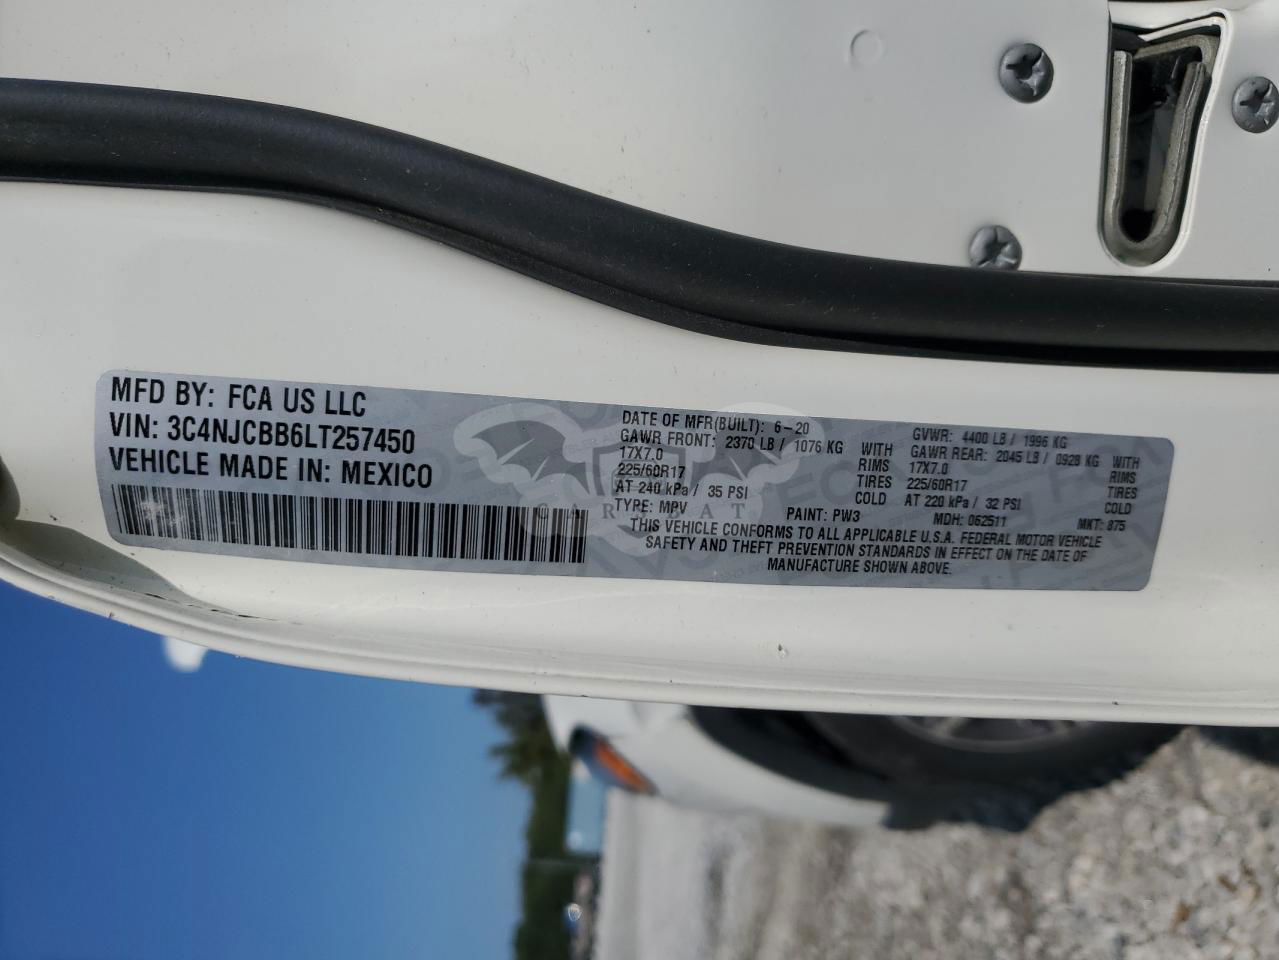 MFD BY: FCA US LLC
VIN: 3C4NJCBB6LT257450
VEHICLE MADE IN: MEXICO
DATE OF MFR(BUILT): 6-20 GVWR: 4400 LB / 1996 KG
GAWR FRONT: 2370 LB / 1076 KG WITH GAWR REAR: 2045 LB / 0928 KG WITH
17X7.0 RIMS 17X7.0 RIMS
225/60R17 TIRES 225/60R17 TIRES
AT 240 kPa / 35 PSI COLD AT 220 kPa / 32 PSI COLD
TYPE: MPV PAINT: PW3 MDH: 062511 MKT: 875
THIS VEHICLE CONFORMS TO ALL APPLICABLE U.S.A. FEDERAL MOTOR VEHICLE
SAFETY AND THEFT PREVENTION STANDARDS IN EFFECT ON THE DATE OF
MANUFACTURE SHOWN ABOVE.
CARSBAT